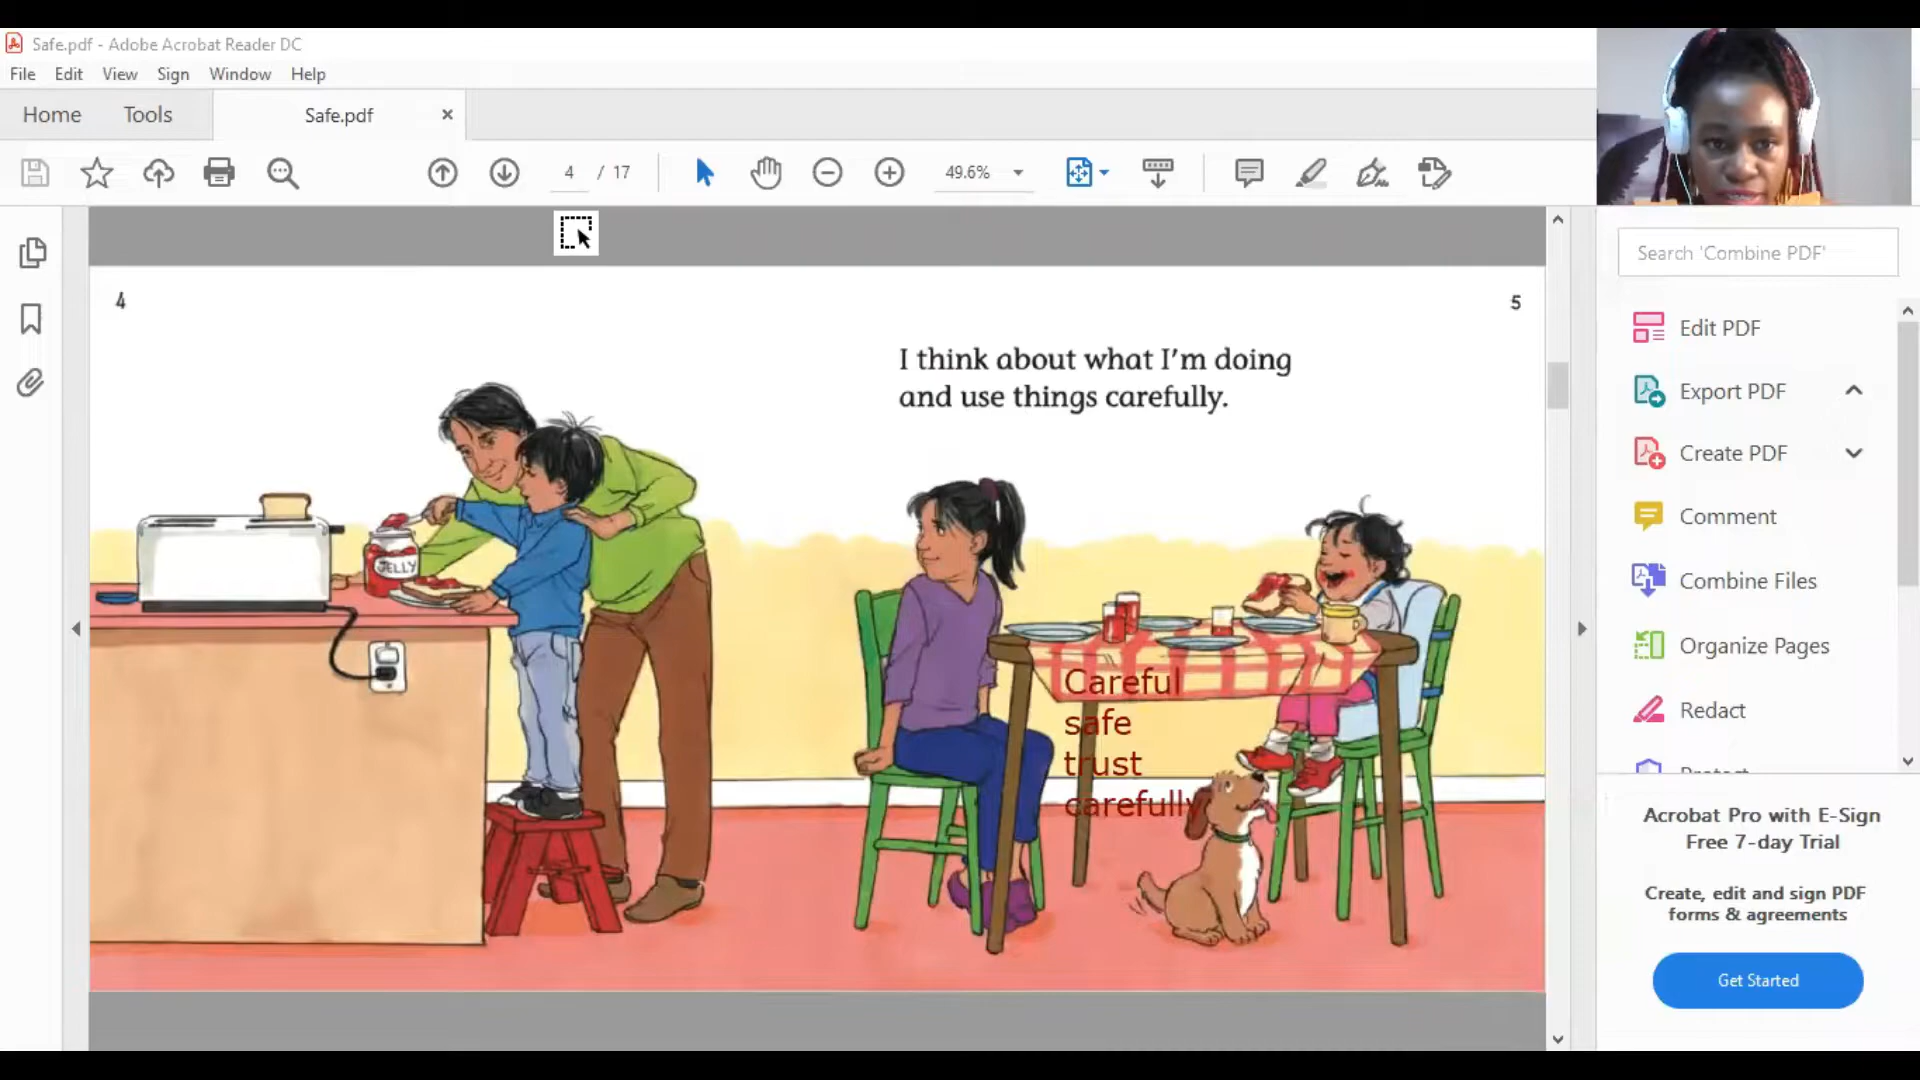 Safe.pdf - Adobe Acrobat Reader DC
File Edit View Sign Window Help
Home Tools Safe.pdf ×
4 / 17 49.6%
Search 'Combine PDF'
Edit PDF
Export PDF
Create PDF
Comment
Combine Files
Organize Pages
Redact
Acrobat Pro with E-Sign
Free 7-day Trial
Create, edit and sign PDF
forms & agreements
Get Started
4
5
I think about what I'm doing
and use things carefully.
JELLY
Careful
safe
trust
carefully